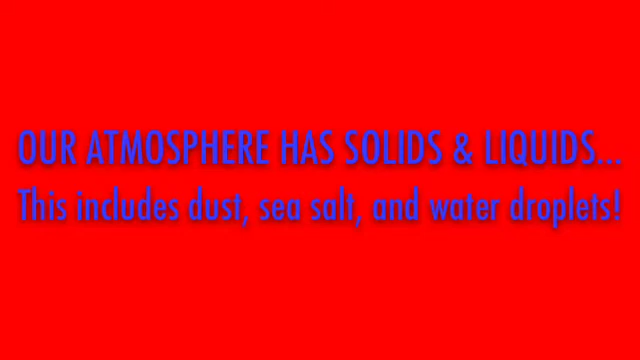 OUR ATMOSPHERE HAS SOLIDS & LIQUIDS...
This includes dust, sea salt, and water droplets!